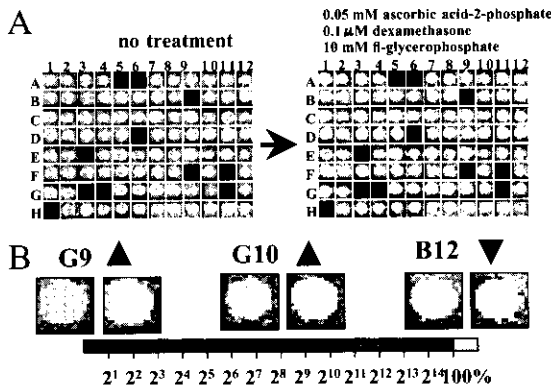 A
no treatment
0.05 mM ascorbic acid-2-phosphate
0.1 µM dexamethasone
10 mM fl-glycerophosphate
1 2 3 4 5 6 7 8 9 10 11 12
1 2 3 4 5 6 7 8 9 10 11 12
A
B
C
D
E
F
G
H
A
B
C
D
E
F
G
H
B
G9 G10 B12
2¹ 2² 2³ 2⁴ 2⁵ 2⁶ 2⁷ 2⁸ 2⁹ 2¹⁰ 2¹¹ 2¹² 2¹³ 2¹⁴ 100%